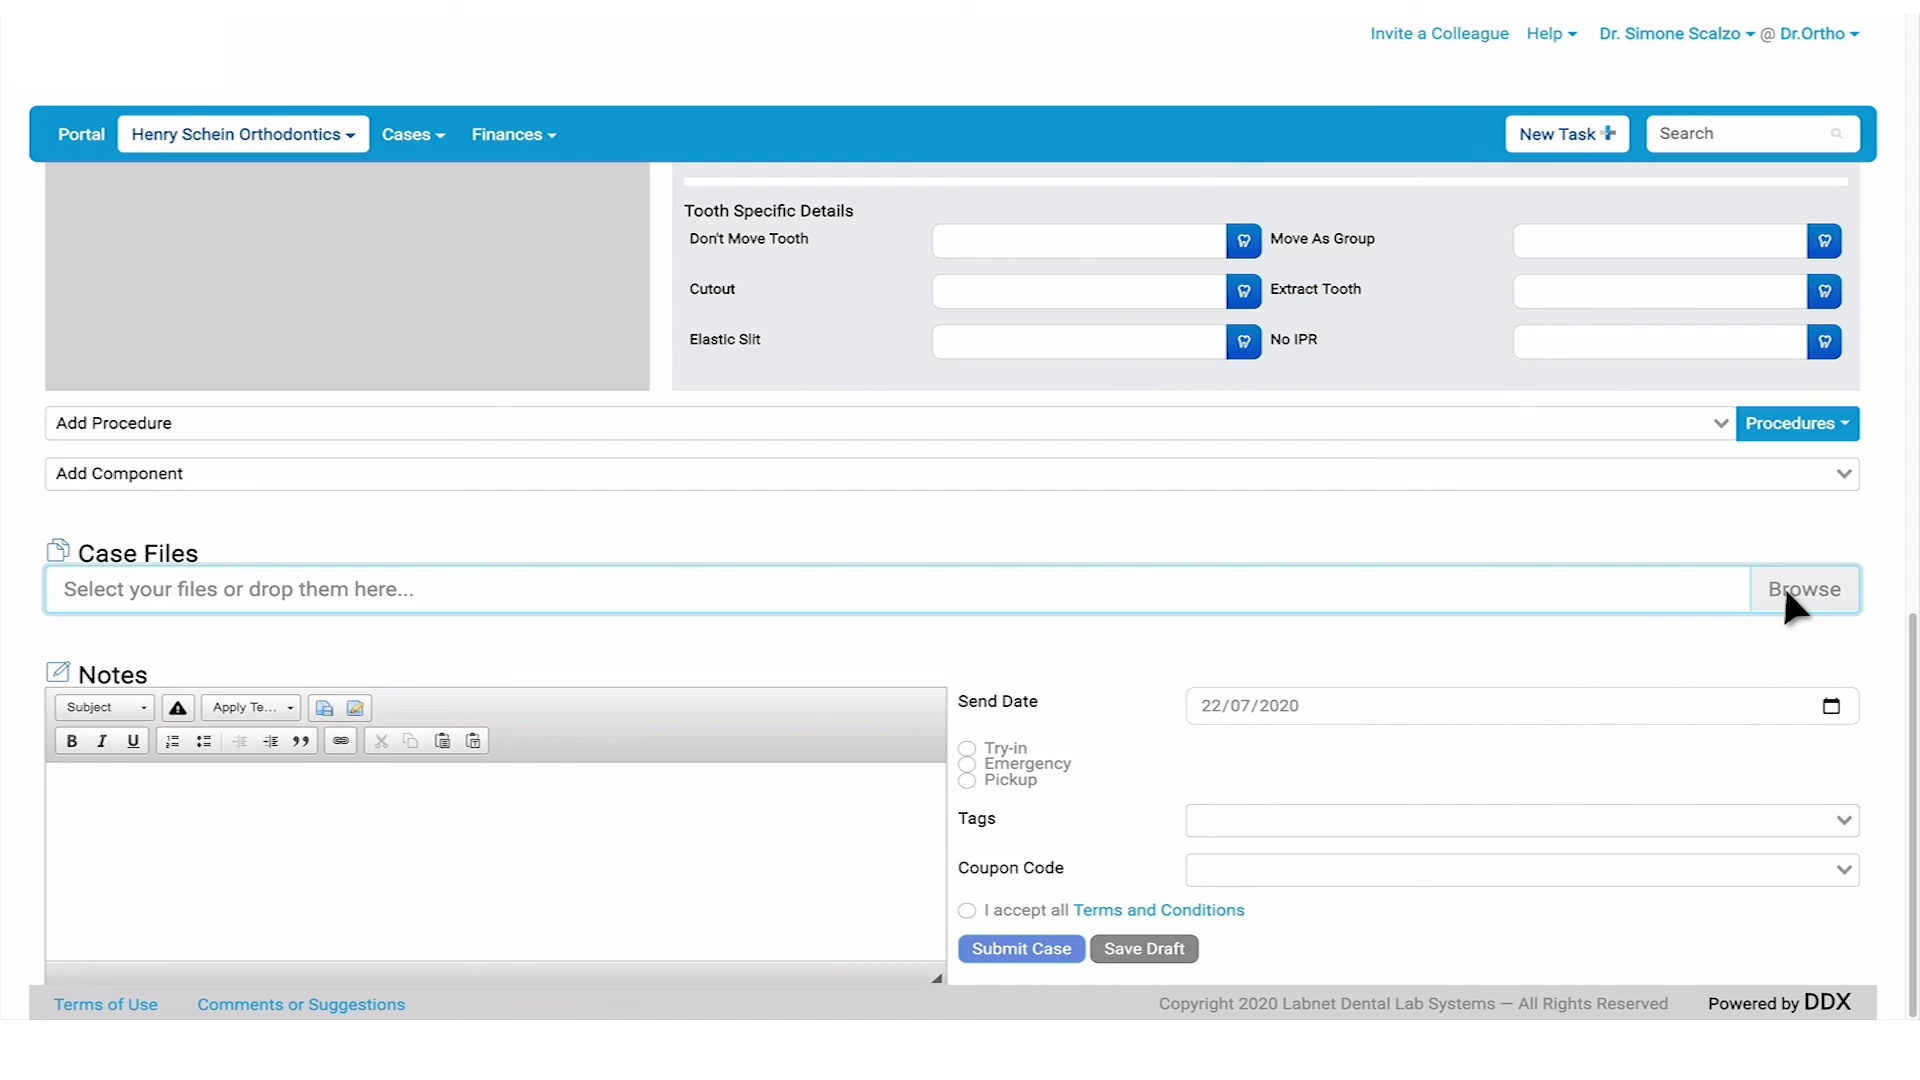 Invite a Colleague Help Dr. Simone Scalzo @ Dr.Ortho
Portal Henry Schein Orthodontics Cases Finances New Task Search
Tooth Specific Details
Don't Move Tooth Move As Group
Cutout Extract Tooth
Elastic Slit No IPR
Add Procedure Procedures
Add Component
Case Files
Select your files or drop them here... Browse
Notes
Subject Apply Te...
B I U
Send Date 22/07/2020
Try-in
Emergency
Pickup
Tags
Coupon Code
I accept all Terms and Conditions
Submit Case Save Draft
Terms of Use Comments or Suggestions Copyright 2020 Labnet Dental Lab Systems — All Rights Reserved Powered by DDX